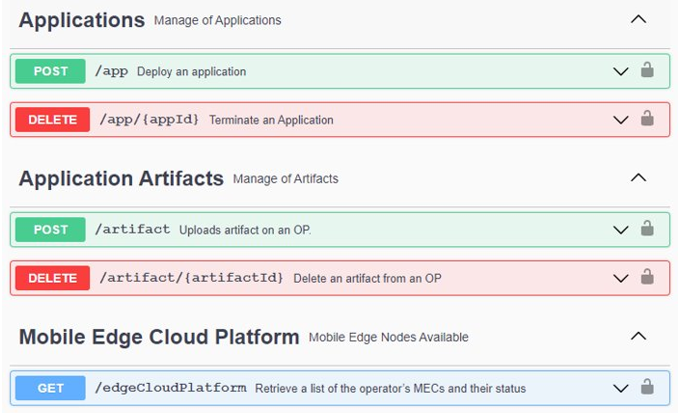 Applications Manage of Applications
POST /app Deploy an application
DELETE /app/{appId} Terminate an Application
Application Artifacts Manage of Artifacts
POST /artifact Uploads artifact on an OP.
DELETE /artifact/{artifactId} Delete an artifact from an OP
Mobile Edge Cloud Platform Mobile Edge Nodes Available
GET /edgeCloudPlatform Retrieve a list of the operator's MECs and their status